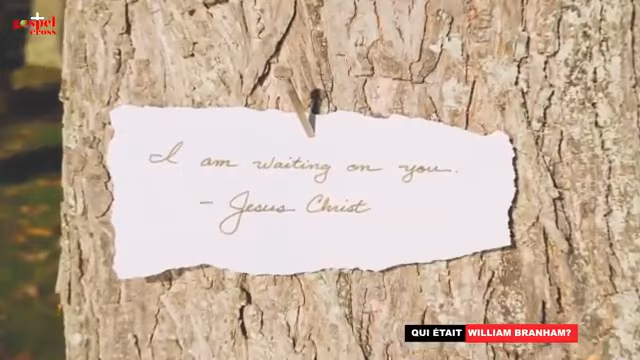 gospel
cross
I am waiting on you.
- Jesus Christ
QUI ÉTAIT WILLIAM BRANHAM?